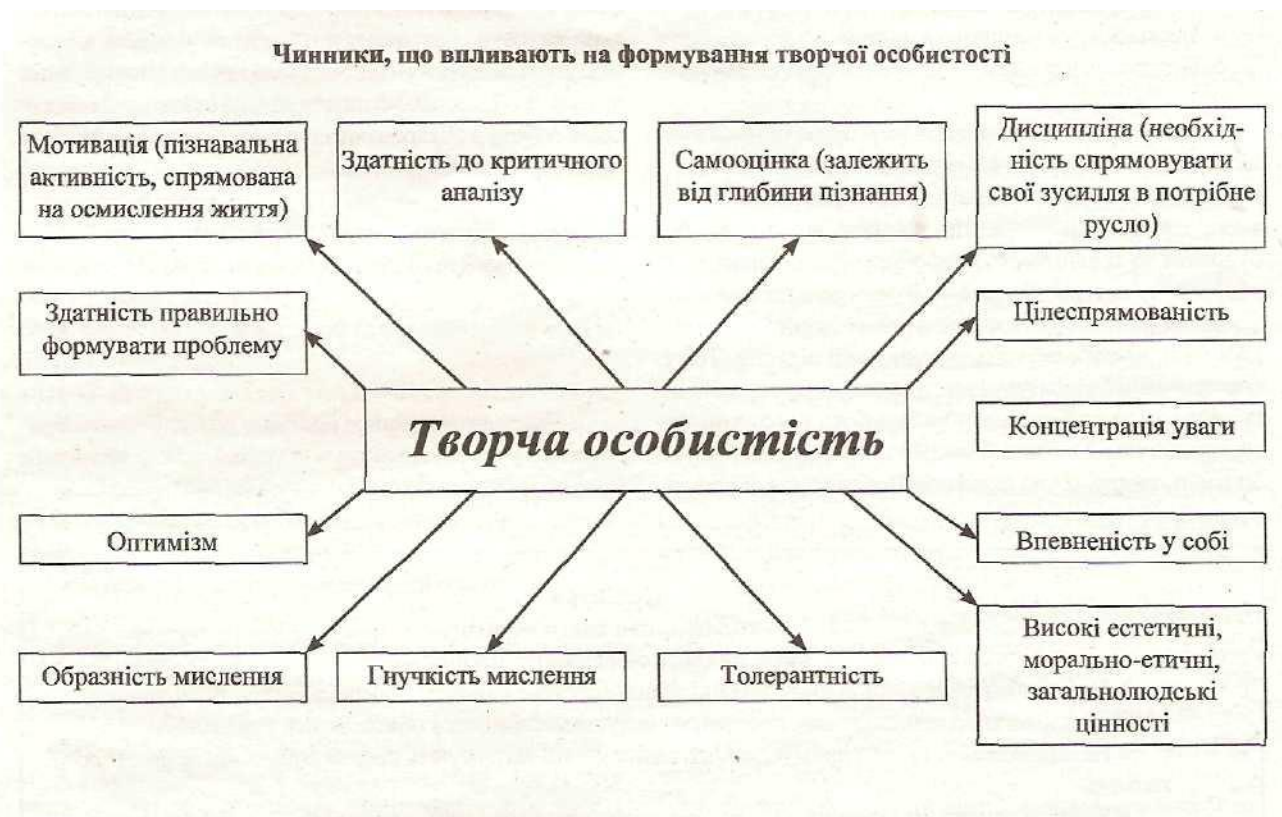 Чинники, що впливають на формування творчої особистості
Мотивація (пізнавальна
активність, спрямована
на осмислення життя)
Здатність до критичного
аналізу
Самооцінка (залежить
від глибини пізнання)
Дисципліна (необхід-
ність спрямовувати
свої зусилля в потрібне
русло)
Здатність правильно
формувати проблему
Цілеспрямованість
Творча особистість
Концентрація уваги
Оптимізм
Впевненість у собі
Образність мислення
Гнучкість мислення
Толерантність
Високі естетичні,
морально-етичні,
загальнолюдські
цінності